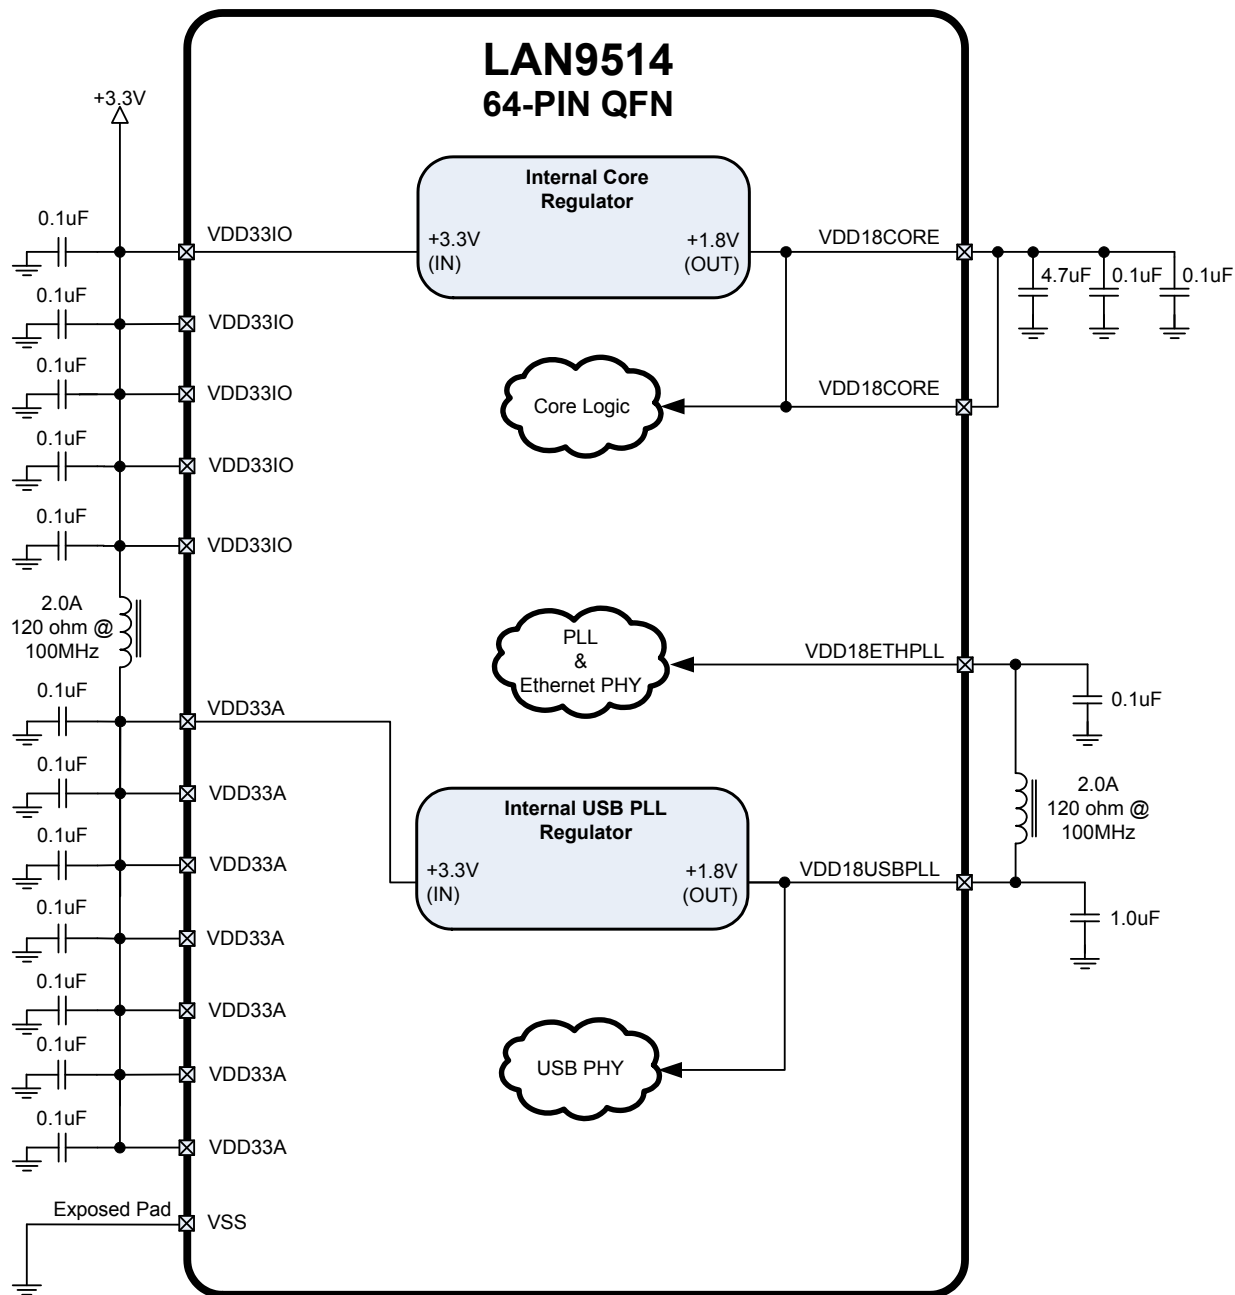 LAN9514
64-PIN QFN
+3.3V
Internal Core
Regulator
+3.3V
(IN)
+1.8V
(OUT)
0.1uF
VDD33IO
VDD18CORE
4.7uF
0.1uF
0.1uF
0.1uF
VDD33IO
0.1uF
VDD33IO
Core Logic
VDD18CORE
0.1uF
VDD33IO
0.1uF
VDD33IO
2.0A
120 ohm @
100MHz
PLL
&
Ethernet PHY
VDD18ETHPLL
0.1uF
0.1uF
VDD33A
0.1uF
VDD33A
2.0A
120 ohm @
100MHz
Internal USB PLL
Regulator
+3.3V
(IN)
+1.8V
(OUT)
VDD18USBPLL
1.0uF
0.1uF
VDD33A
0.1uF
VDD33A
0.1uF
VDD33A
0.1uF
VDD33A
USB PHY
0.1uF
VDD33A
Exposed Pad
VSS